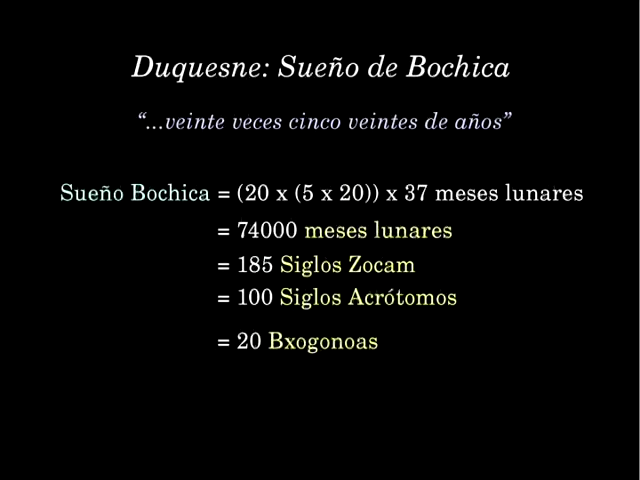 Duquesne: Sueño de Bochica
“...veinte veces cinco veintes de años”
Sueño Bochica = (20 x (5 x 20)) x 37 meses lunares
= 74000 meses lunares
= 185 Siglos Zocam
= 100 Siglos Acrótomos
= 20 Bxogonoas